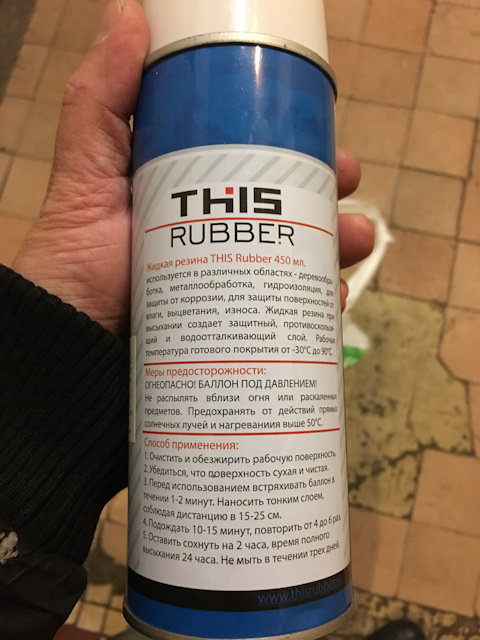 THIS
RUBBER
Жидкая резина THIS Rubber 450 мл.
используется в различных областях - деревообра-
ботка, металлообработка, гидроизоляция, для
защиты от коррозии, для защиты поверхностей от
влаги, выцветания, износа. Жидкая резина при
высыхании создает защитный, противоскользя-
щий и водоотталкивающий слой. Рабочая
температура готового покрытия от -30°С до 90°С.
Меры предосторожности:
ОГНЕОПАСНО! БАЛЛОН ПОД ДАВЛЕНИЕМ!
Не распылять вблизи огня или раскаленных
предметов. Предохранять от действий прямых
солнечных лучей и нагреваниия выше 50°С.
Способ применения:
1. Очистить и обезжирить рабочую поверхность.
2. Убедиться, что поверхность сухая и чистая.
3. Перед использованием встряхивать баллон в
течении 1-2 минут. Наносить тонким слоем,
соблюдая дистанцию в 15-25 см.
4. Подождать 10-15 минут, повторить от 4 до 6 раз.
5. Оставить сохнуть на 2 часа, время полного
высыхания 24 часа. Не мыть в течении трех дней.